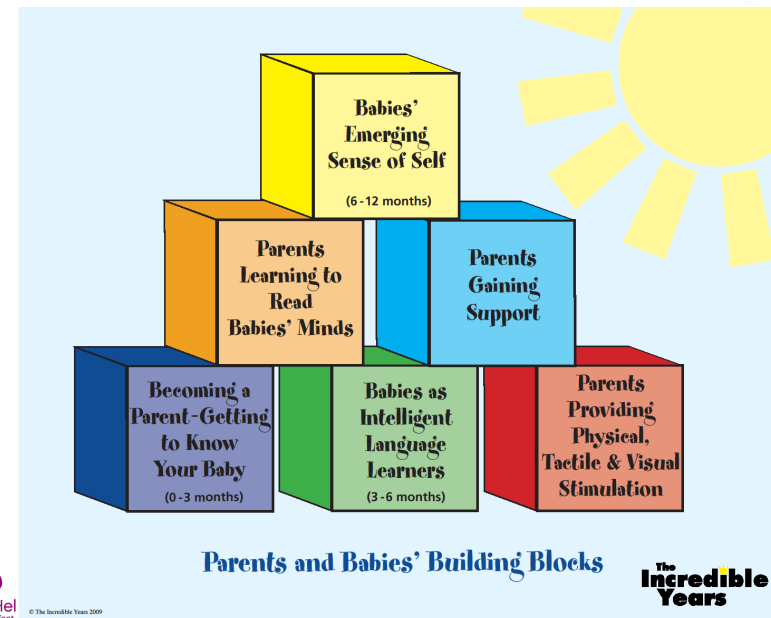 Babies'
Emerging
Sense of Self
(6-12 months)
Parents
Learning to
Read
Babies' Minds
Parents
Gaining
Support
Becoming a
Parent-Getting
to Know
Your Baby
(0-3 months)
Babies as
Intelligent
Language
Learners
(3-6 months)
Parents
Providing
Physical,
Tactile & Visual
Stimulation
Parents and Babies' Building Blocks
The
Incredible
Years
© The Incredible Years 2009